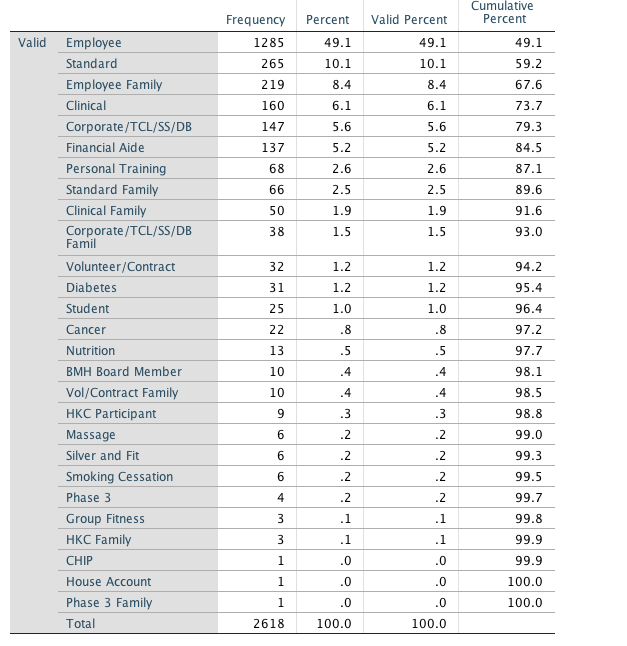 Frequency Percent Valid Percent Cumulative Percent
Valid Employee 1285 49.1 49.1 49.1
Standard 265 10.1 10.1 59.2
Employee Family 219 8.4 8.4 67.6
Clinical 160 6.1 6.1 73.7
Corporate/TCL/SS/DB 147 5.6 5.6 79.3
Financial Aide 137 5.2 5.2 84.5
Personal Training 68 2.6 2.6 87.1
Standard Family 66 2.5 2.5 89.6
Clinical Family 50 1.9 1.9 91.6
Corporate/TCL/SS/DB Famil 38 1.5 1.5 93.0
Volunteer/Contract 32 1.2 1.2 94.2
Diabetes 31 1.2 1.2 95.4
Student 25 1.0 1.0 96.4
Cancer 22 .8 .8 97.2
Nutrition 13 .5 .5 97.7
BMH Board Member 10 .4 .4 98.1
Vol/Contract Family 10 .4 .4 98.5
HKC Participant 9 .3 .3 98.8
Massage 6 .2 .2 99.0
Silver and Fit 6 .2 .2 99.3
Smoking Cessation 6 .2 .2 99.5
Phase 3 4 .2 .2 99.7
Group Fitness 3 .1 .1 99.8
HKC Family 3 .1 .1 99.9
CHIP 1 .0 .0 99.9
House Account 1 .0 .0 100.0
Phase 3 Family 1 .0 .0 100.0
Total 2618 100.0 100.0